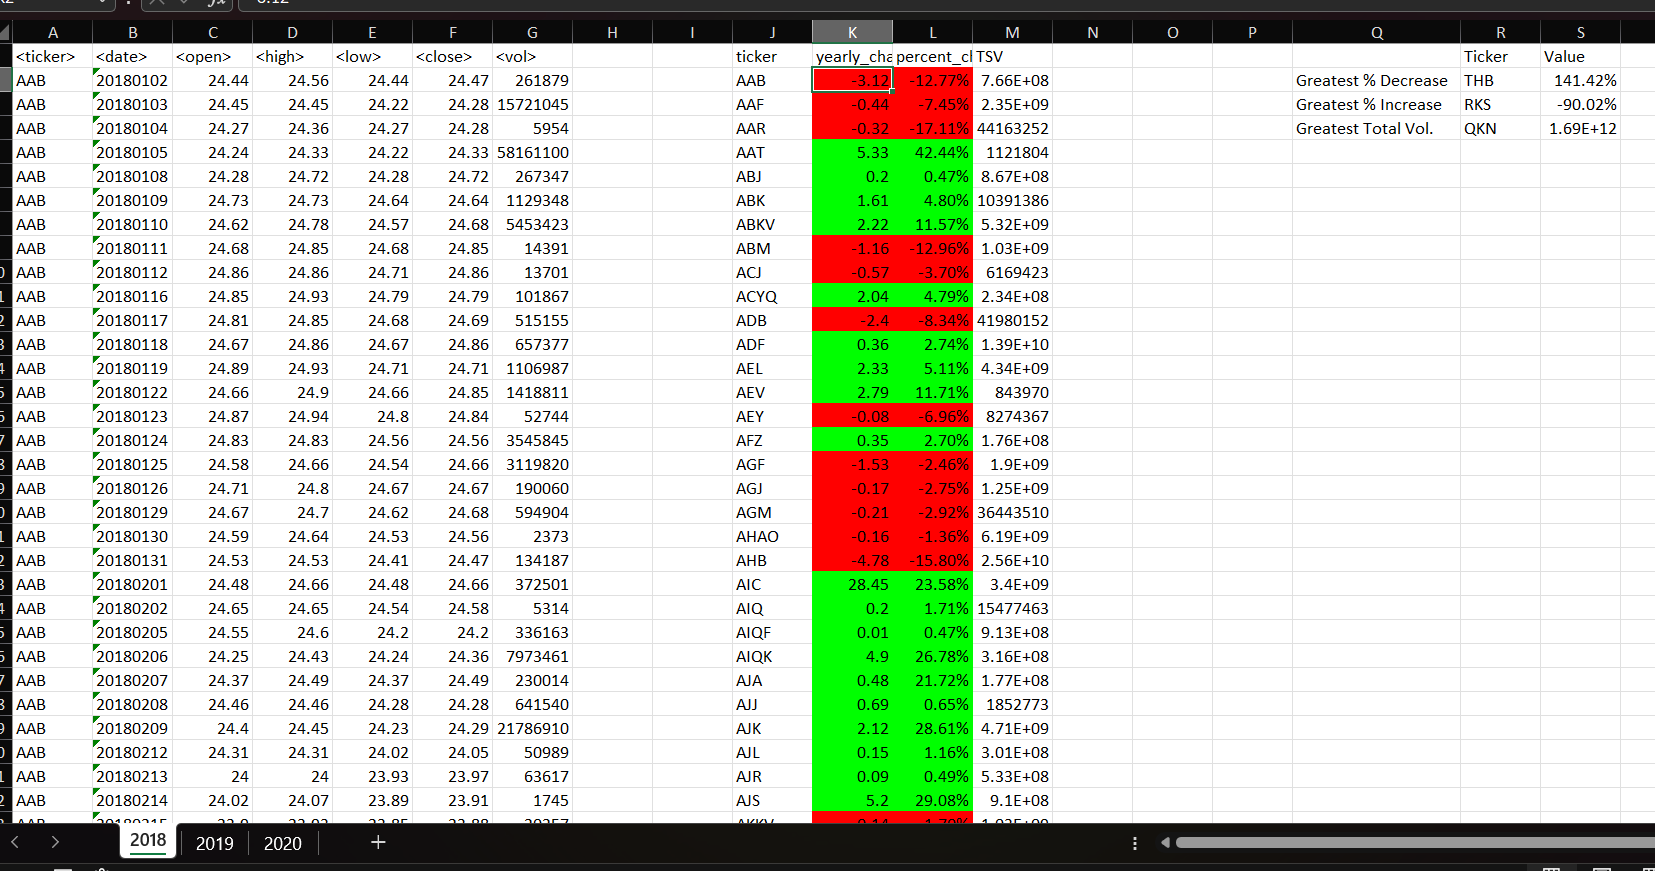 A B C D E F G H I J K L M N O P Q R S
<ticker> <date> <open> <high> <low> <close> <vol> ticker yearly_cha percent_cl TSV Ticker Value
AAB 20180102 24.44 24.56 24.44 24.47 261879 AAB -3.12 -12.77% 7.66E+08 Greatest % Decrease THB 141.42%
AAB 20180103 24.45 24.45 24.22 24.28 15721045 AAF -0.44 -7.45% 2.35E+09 Greatest % Increase RKS -90.02%
AAB 20180104 24.27 24.36 24.27 24.28 5954 AAR -0.32 -17.11% 44163252 Greatest Total Vol. QKN 1.69E+12
AAB 20180105 24.24 24.33 24.22 24.33 58161100 AAT 5.33 42.44% 1121804
AAB 20180108 24.28 24.72 24.28 24.72 267347 ABJ 0.2 0.47% 8.67E+08
AAB 20180109 24.73 24.73 24.64 24.64 1129348 ABK 1.61 4.80% 10391386
AAB 20180110 24.62 24.78 24.57 24.68 5453423 ABKV 2.22 11.57% 5.32E+09
AAB 20180111 24.68 24.85 24.68 24.85 14391 ABM -1.16 -12.96% 1.03E+09
AAB 20180112 24.86 24.86 24.71 24.86 13701 ACJ -0.57 -3.70% 6169423
AAB 20180116 24.85 24.93 24.79 24.79 101867 ACYQ 2.04 4.79% 2.34E+08
AAB 20180117 24.81 24.85 24.68 24.69 515155 ADB -2.4 -8.34% 41980152
AAB 20180118 24.67 24.86 24.67 24.86 657377 ADF 0.36 2.74% 1.39E+10
AAB 20180119 24.89 24.93 24.71 24.71 1106987 AEL 2.33 5.11% 4.34E+09
AAB 20180122 24.66 24.9 24.66 24.85 1418811 AEV 2.79 11.71% 843970
AAB 20180123 24.87 24.94 24.8 24.84 52744 AEY -0.08 -6.96% 8274367
AAB 20180124 24.83 24.83 24.56 24.56 3545845 AFZ 0.35 2.70% 1.76E+08
AAB 20180125 24.58 24.66 24.54 24.66 3119820 AGF -1.53 -2.46% 1.9E+09
AAB 20180126 24.71 24.8 24.67 24.67 190060 AGJ -0.17 -2.75% 1.25E+09
AAB 20180129 24.67 24.7 24.62 24.68 594904 AGM -0.21 -2.92% 36443510
AAB 20180130 24.59 24.64 24.53 24.56 2373 AHAO -0.16 -1.36% 6.19E+09
AAB 20180131 24.53 24.53 24.41 24.47 134187 AHB -4.78 -15.80% 2.56E+10
AAB 20180201 24.48 24.66 24.48 24.66 372501 AIC 28.45 23.58% 3.4E+09
AAB 20180202 24.65 24.65 24.54 24.58 5314 AIQ 0.2 1.71% 15477463
AAB 20180205 24.55 24.6 24.2 24.2 336163 AIQF 0.01 0.47% 9.13E+08
AAB 20180206 24.25 24.43 24.24 24.36 7973461 AIQK 4.9 26.78% 3.16E+08
AAB 20180207 24.37 24.49 24.37 24.49 230014 AJA 0.48 21.72% 1.77E+08
AAB 20180208 24.46 24.46 24.28 24.28 641540 AJJ 0.69 0.65% 1852773
AAB 20180209 24.4 24.45 24.23 24.29 21786910 AJK 2.12 28.61% 4.71E+09
AAB 20180212 24.31 24.31 24.02 24.05 50989 AJL 0.15 1.16% 3.01E+08
AAB 20180213 24 24 23.93 23.97 63617 AJR 0.09 0.49% 5.33E+08
AAB 20180214 24.02 24.07 23.89 23.91 1745 AJS 5.2 29.08% 9.1E+08
2018 2019 2020